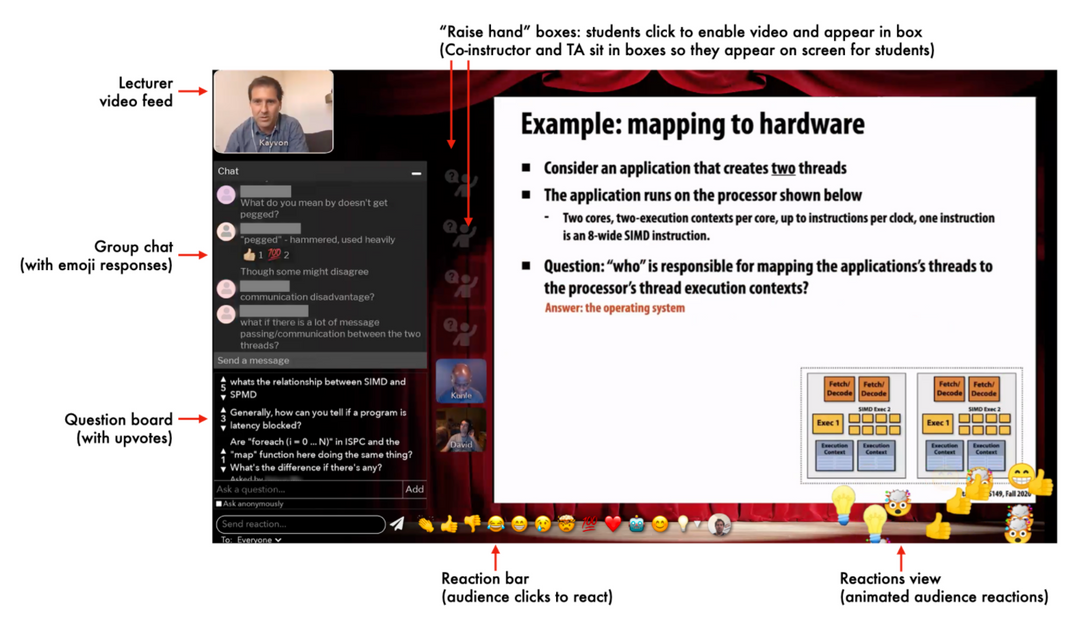 “Raise hand” boxes: students click to enable video and appear in box
(Co-instructor and TA sit in boxes so they appear on screen for students)
Lecturer
video feed
Kayvon
Chat
What do you mean by doesn't get
pegged?
"pegged" - hammered, used heavily
1 2
Though some might disagree
communication disadvantage?
what if there is a lot of message
passing/communication between the two
threads?
Send a message
Group chat
(with emoji responses)
5 whats the relationship between SIMD and
SPMD
3 Generally, how can you tell if a program is
latency blocked?
Are "foreach (i = 0 ... N)" in ISPC and the
1 "map" function here doing the same thing?
What's the difference if there's any?
Asked by
Ask a question... Add
Ask anonymously
Send reaction...
To: Everyone
Question board
(with upvotes)
Kunle
David
Example: mapping to hardware
Consider an application that creates two threads
The application runs on the processor shown below
- Two cores, two-execution contexts per core, up to instructions per clock, one instruction
is an 8-wide SIMD instruction.
Question: “who” is responsible for mapping the applications’s threads to
the processor’s thread execution contexts?
Answer: the operating system
Fetch/
Decode
Fetch/
Decode
SIMD Exec 2
Exec 1
Execution
Context
Execution
Context
Fetch/
Decode
Fetch/
Decode
SIMD Exec 2
Exec 1
Execution
Context
Execution
Context
149, Fall 202
100
Reaction bar
(audience clicks to react)
Reactions view
(animated audience reactions)